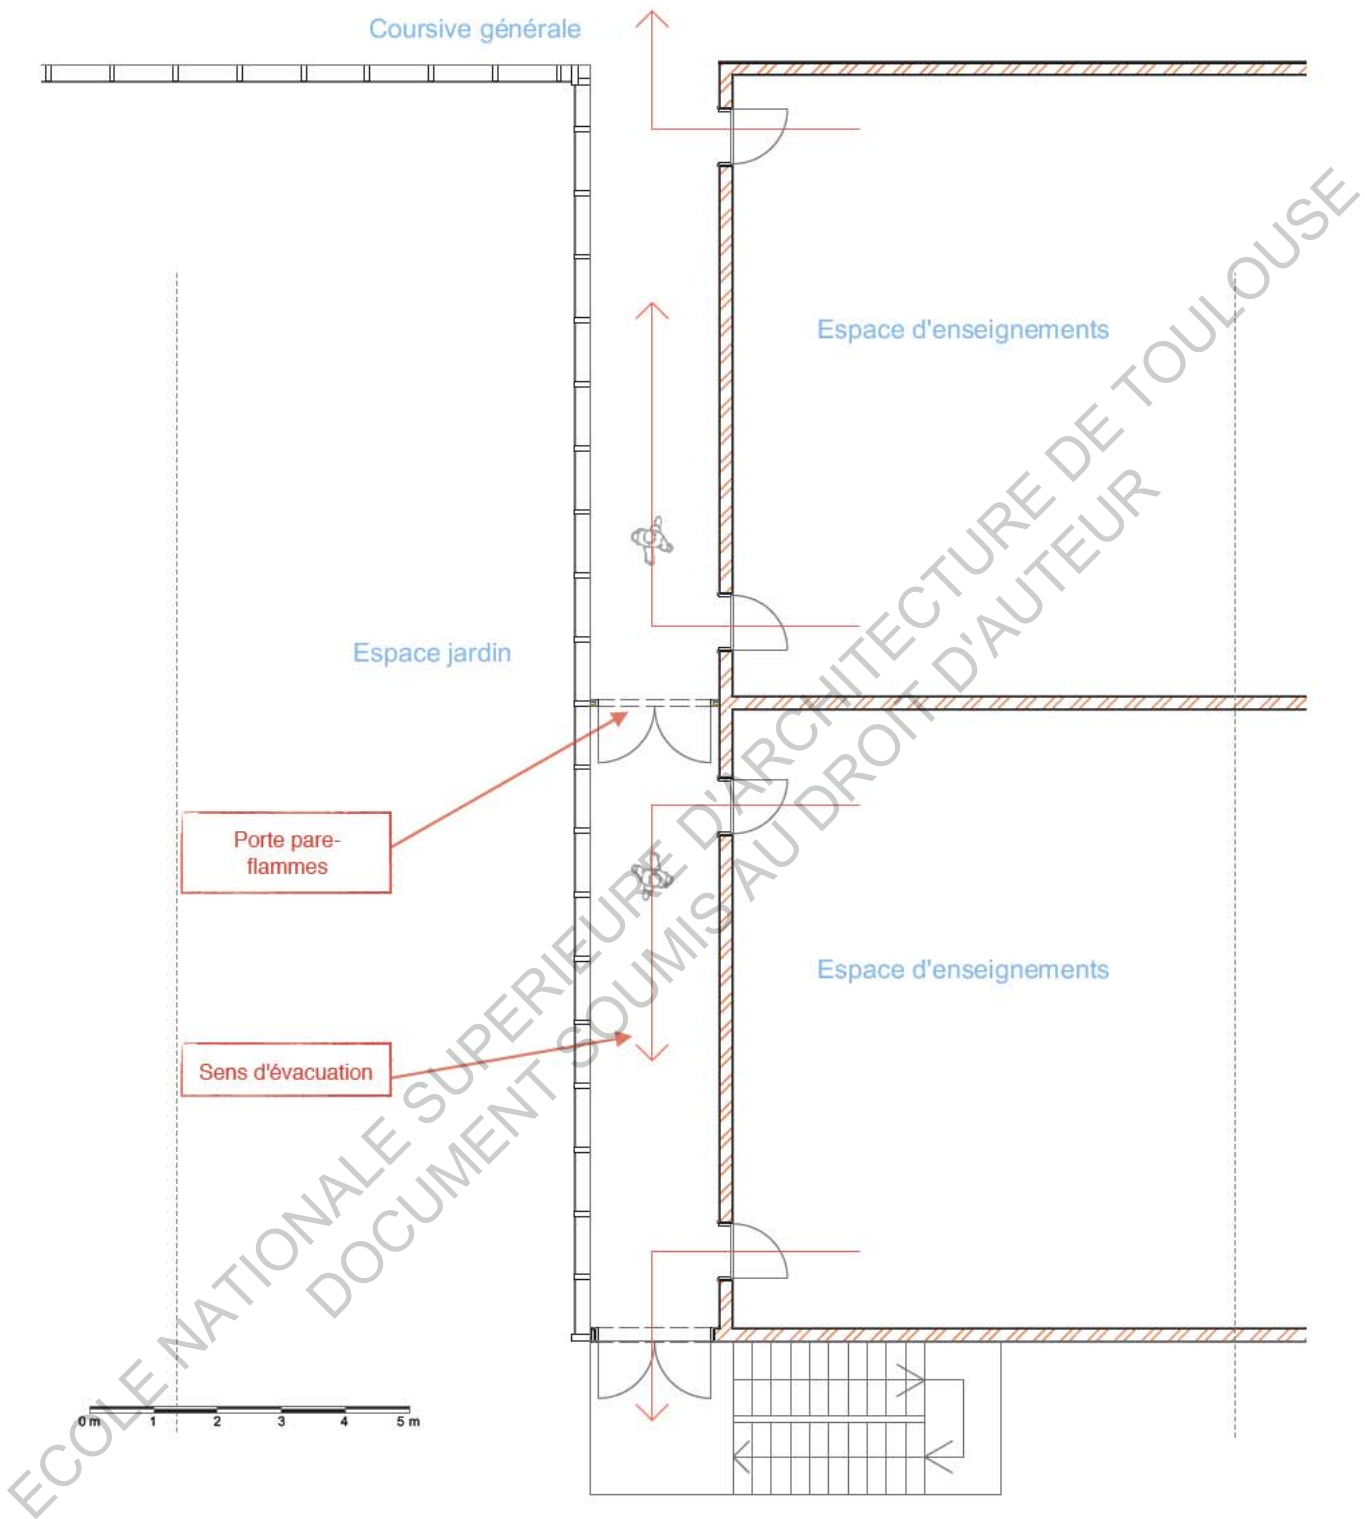 Coursive générale
Espace d'enseignements
Espace jardin
Porte pare-
flammes
Espace d'enseignements
Sens d'évacuation
0 m 1 2 3 4 5 m
ECOLE NATIONALE SUPERIEURE D'ARCHITECTURE DE TOULOUSE
DOCUMENT SOUMIS AU DROIT D'AUTEUR